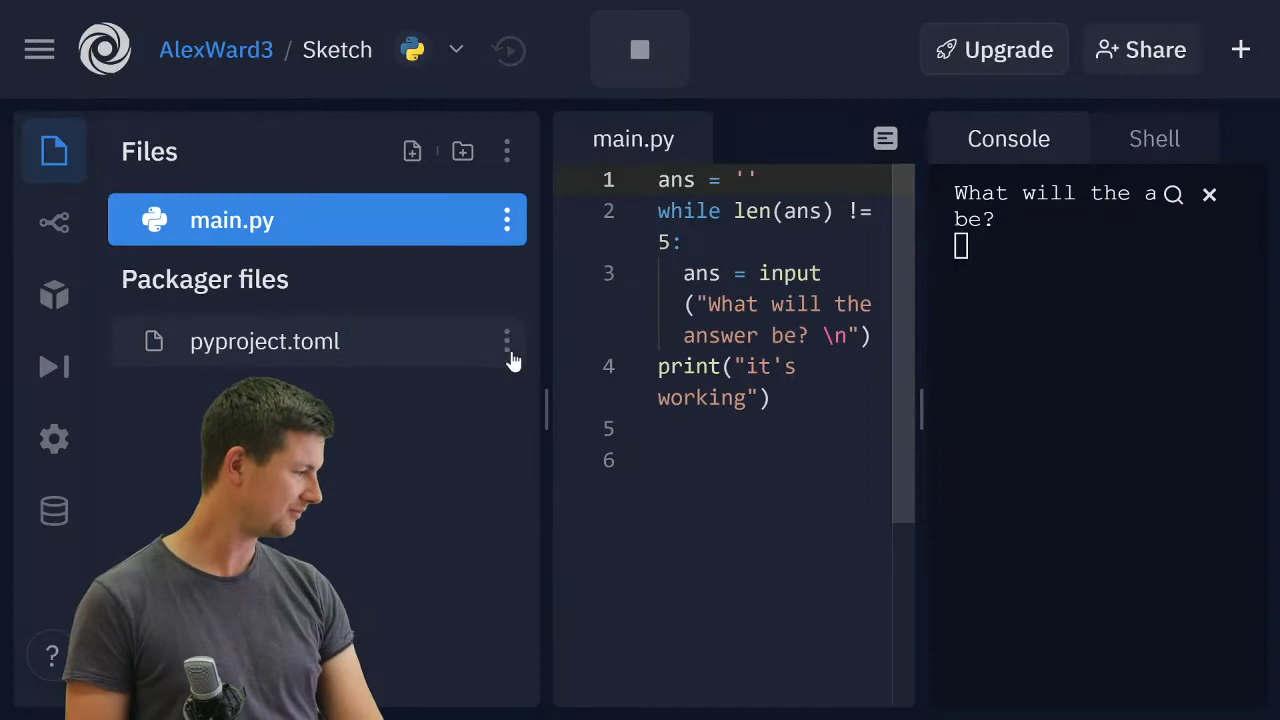 AlexWard3 / Sketch
Upgrade
Share
Files
main.py
Packager files
pyproject.toml
?
main.py
1 ans = ''
2 while len(ans) !=
5:
3 ans = input
("What will the
answer be? \n")
4 print("it's
working")
5
6
Console
Shell
What will the a
be?